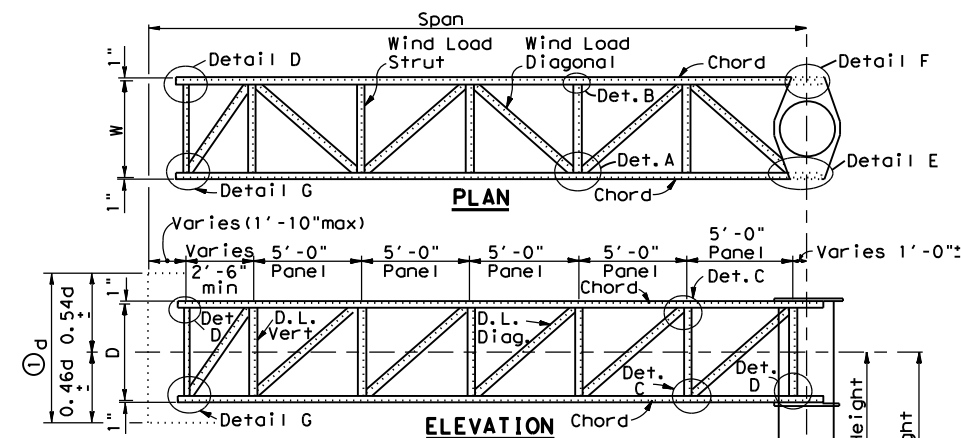 Span
Wind Load
Strut
Wind Load
Diagonal
Chord
Detail D
Detail F
Det.B
1"
W
1"
Det.A
Detail E
Detail G
PLAN
Chord
Varies(1'-10"max)
Varies
2'-6"
min
5'-0"
Panel
5'-0"
Panel
5'-0"
Panel
5'-0"
Panel
5'-0"
Panel
Varies 1'-0"±
Chord
Det.C
1"
D
1"
1 d
0.54d ±
0.46d ±
Det.
D
D.L.
Vert
D.L.
Diag.
Det.
C
Det.
D
Detail G
ELEVATION
Chord